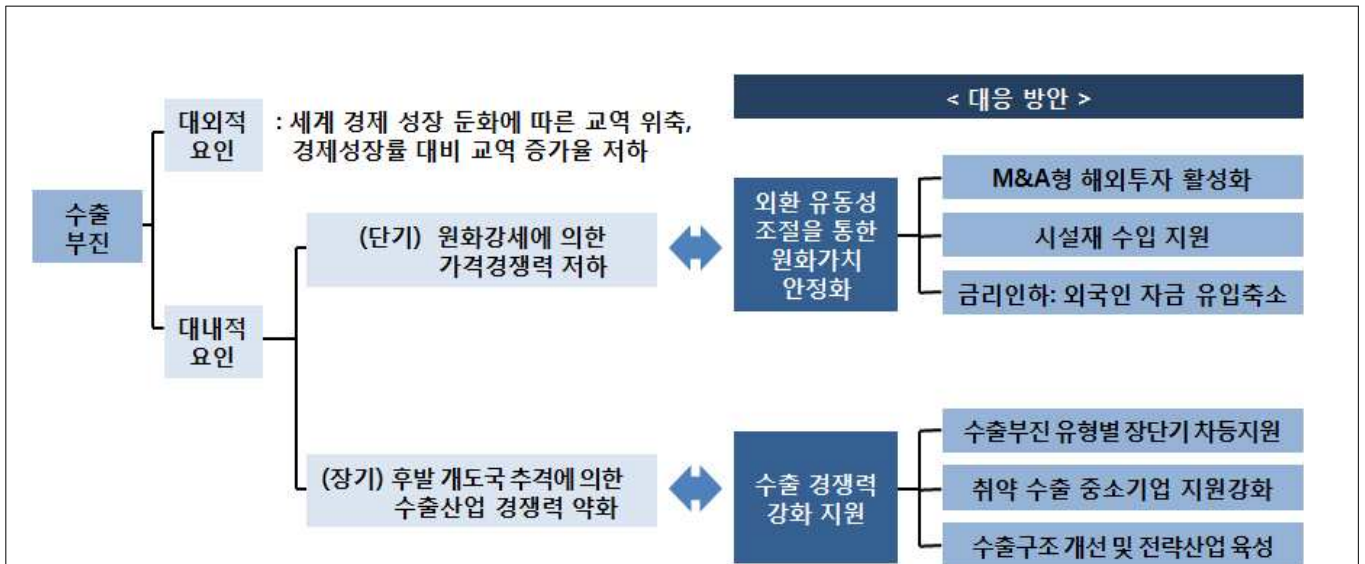 < 대응 방안 >
대외적
요인
: 세계 경제 성장 둔화에 따른 교역 위축,
경제성장률 대비 교역 증가율 저하
수출
부진
대내적
요인
(단기) 원화강세에 의한
가격경쟁력 저하
외환 유동성
조절을 통한
원화가치
안정화
M&A형 해외투자 활성화
시설재 수입 지원
금리인하: 외국인 자금 유입축소
(장기) 후발 개도국 추격에 의한
수출산업 경쟁력 약화
수출 경쟁력
강화 지원
수출부진 유형별 장단기 차등지원
취약 수출 중소기업 지원강화
수출구조 개선 및 전략산업 육성